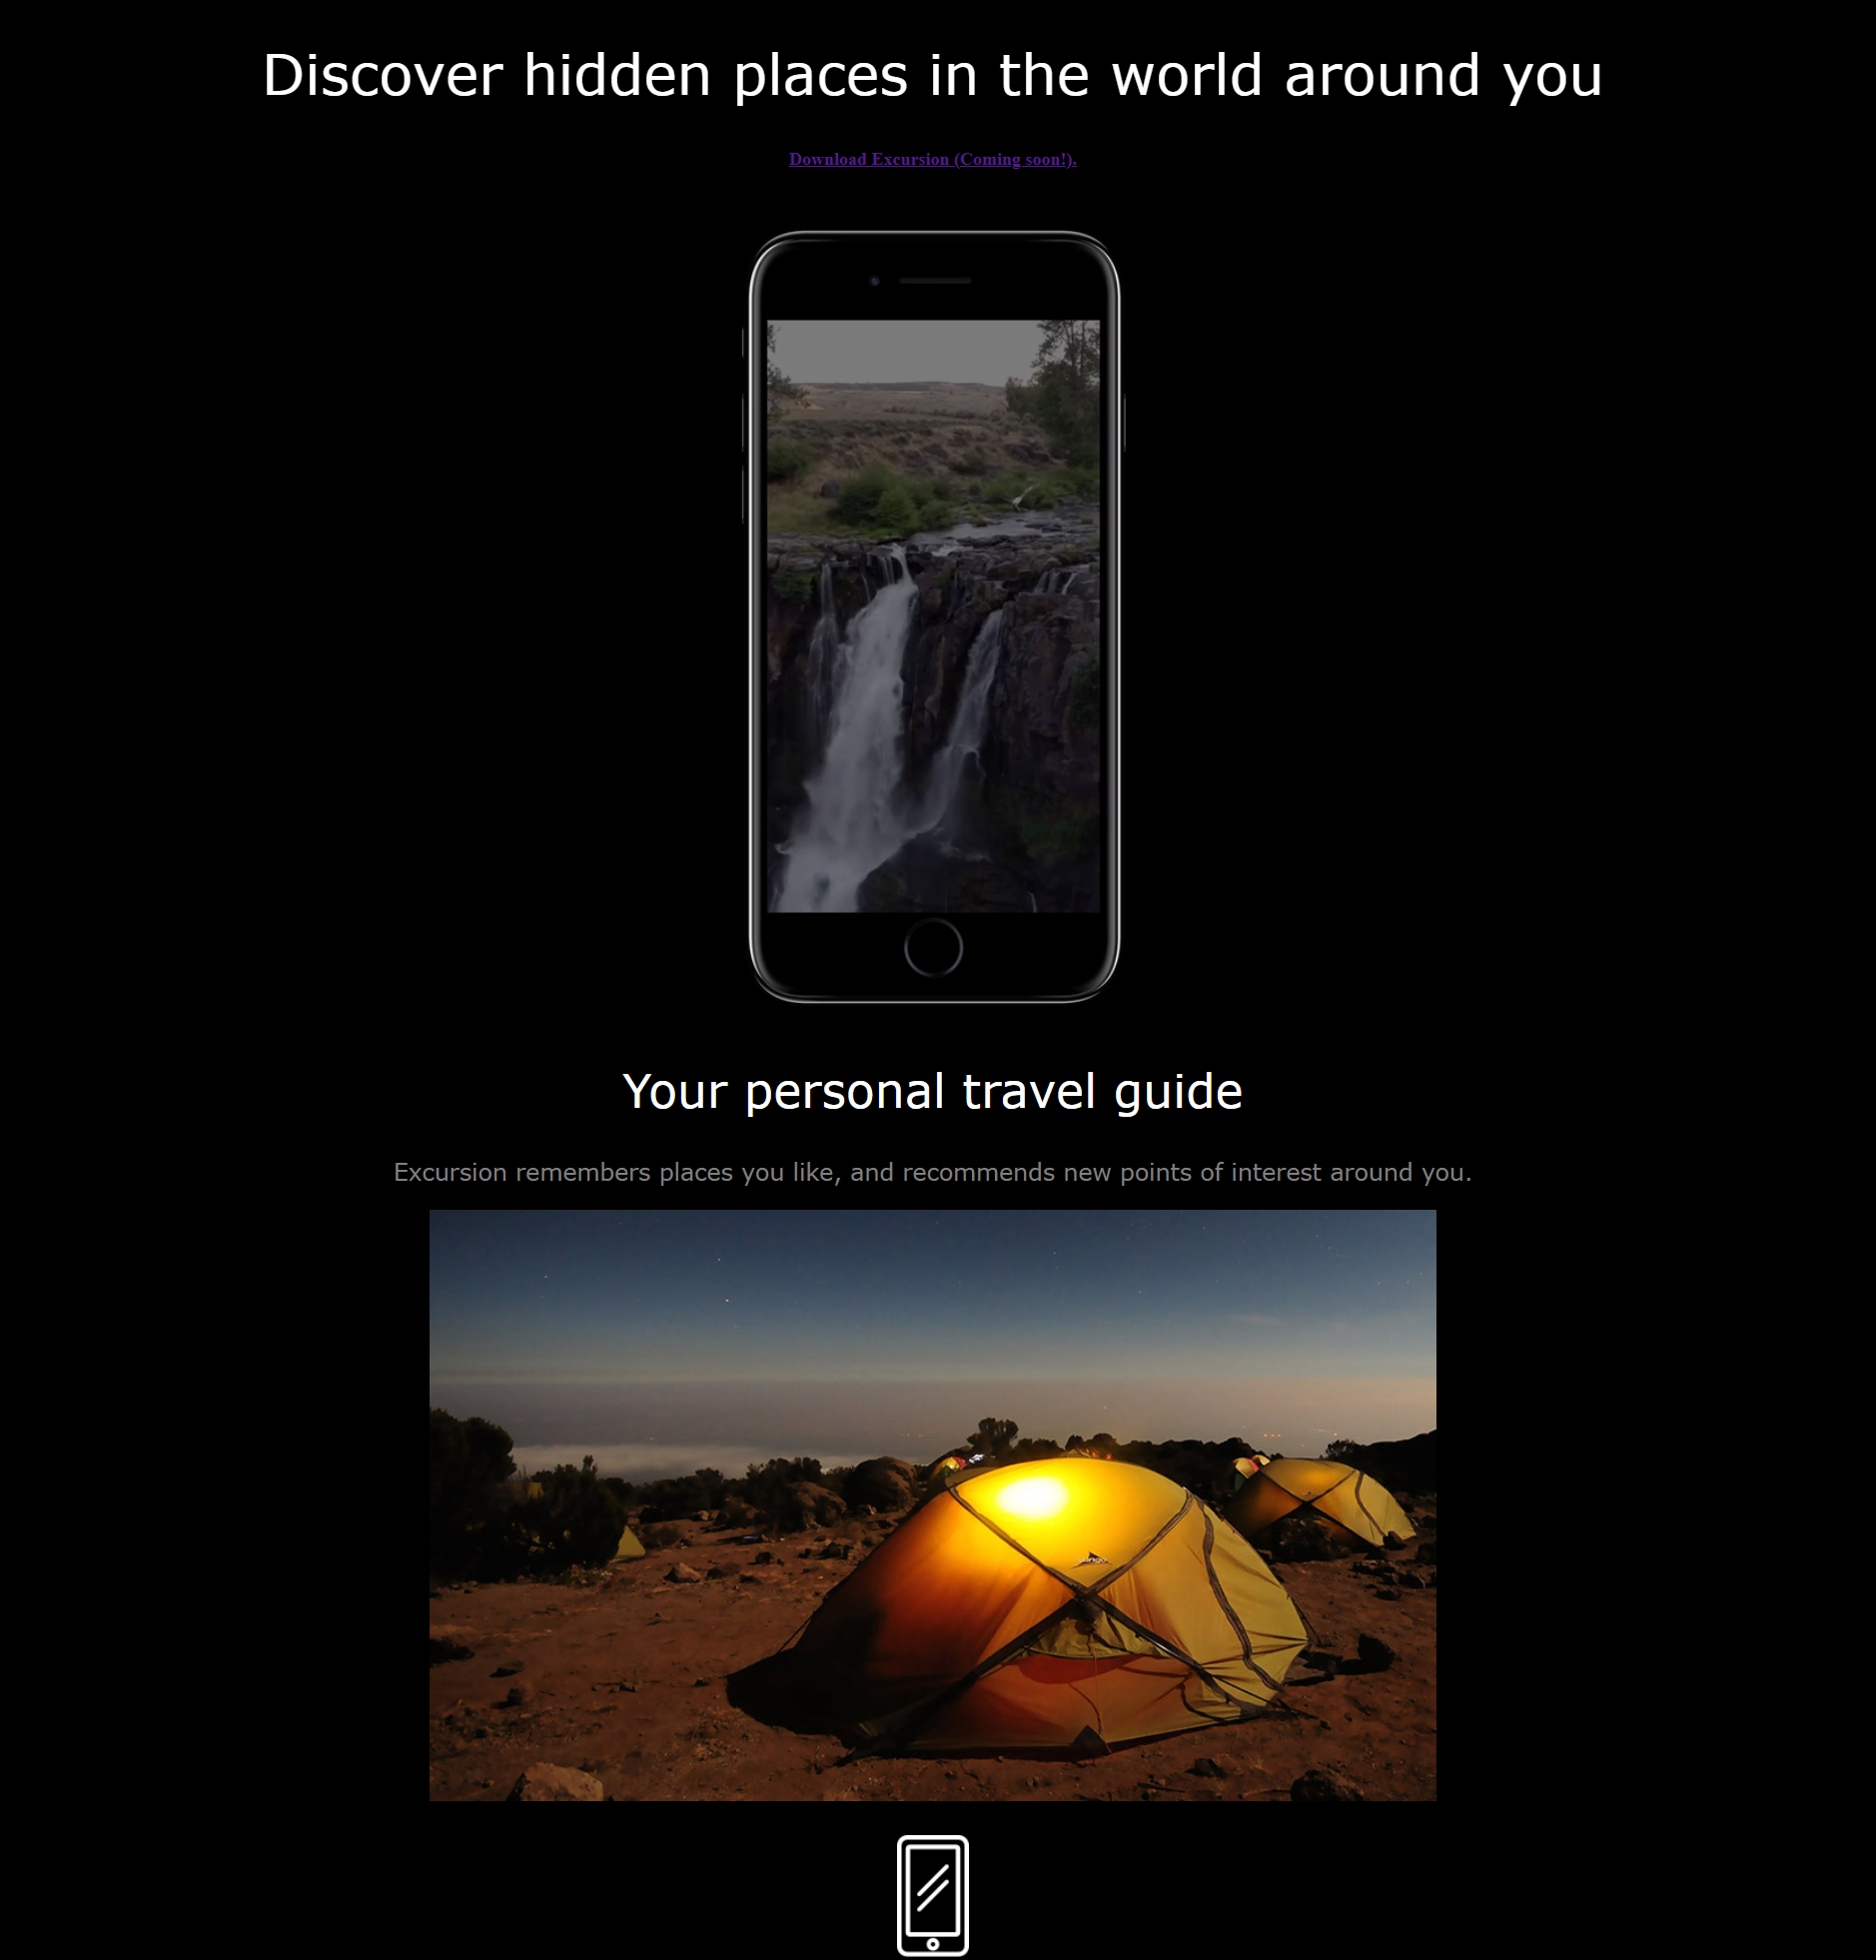 Discover hidden places in the world around you
Download Excursion (Coming soon!).
Your personal travel guide
Excursion remembers places you like, and recommends new points of interest around you.